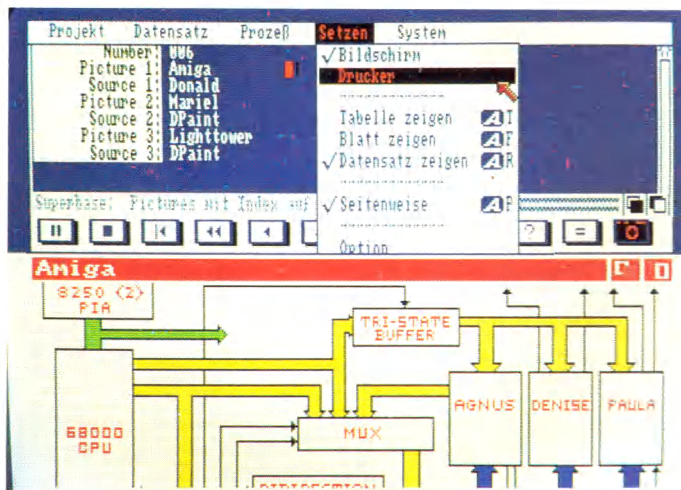 Projekt Datensatz Prozeß Setzen System
Number: 006
Picture 1: Amiga
Source 1: Donald
Picture 2: Mariel
Source 2: DPaint
Picture 3: Lighttower
Source 3: DPaint
✓Bildschirm
Drucker
Tabelle zeigen A I
Blatt zeigen A F
✓Datensatz zeigen A R
✓Seitenweise A P
Option
Superbase: Pictures mit Index auf
? =
Amiga
8250 (2)
PIA
TRI-STATE
BUFFER
68000
CPU
MUX
AGNUS
DENISE
PAULA